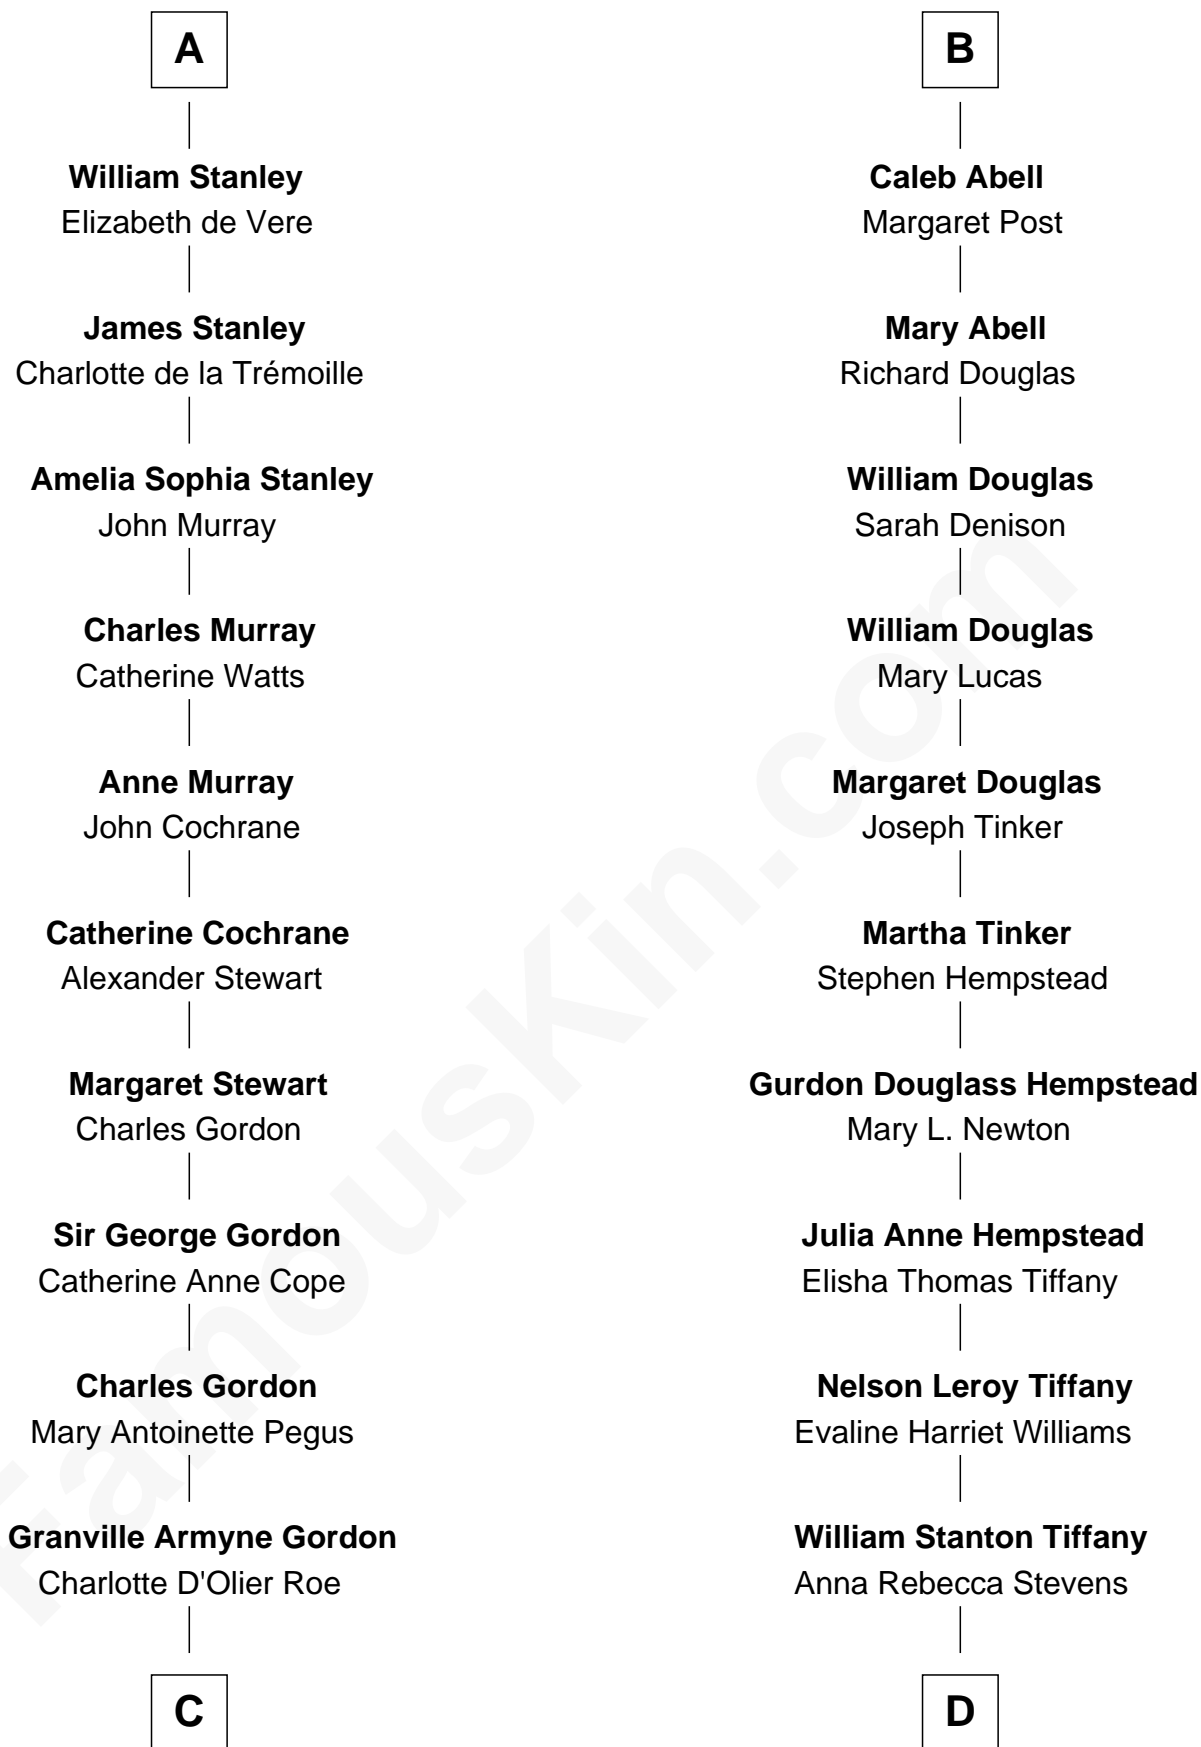 A
William Stanley
Elizabeth de Vere
James Stanley
Charlotte de la Trémoille
Amelia Sophia Stanley
John Murray
Charles Murray
Catherine Watts
Anne Murray
John Cochrane
Catherine Cochrane
Alexander Stewart
Margaret Stewart
Charles Gordon
Sir George Gordon
Catherine Anne Cope
Charles Gordon
Mary Antoinette Pegus
Granville Armyne Gordon
Charlotte D'Olier Roe
C
B
Caleb Abell
Margaret Post
Mary Abell
Richard Douglas
William Douglas
Sarah Denison
William Douglas
Mary Lucas
Margaret Douglas
Joseph Tinker
Martha Tinker
Stephen Hempstead
Gurdon Douglass Hempstead
Mary L. Newton
Julia Anne Hempstead
Elisha Thomas Tiffany
Nelson Leroy Tiffany
Evaline Harriet Williams
William Stanton Tiffany
Anna Rebecca Stevens
D
FamousKin.com